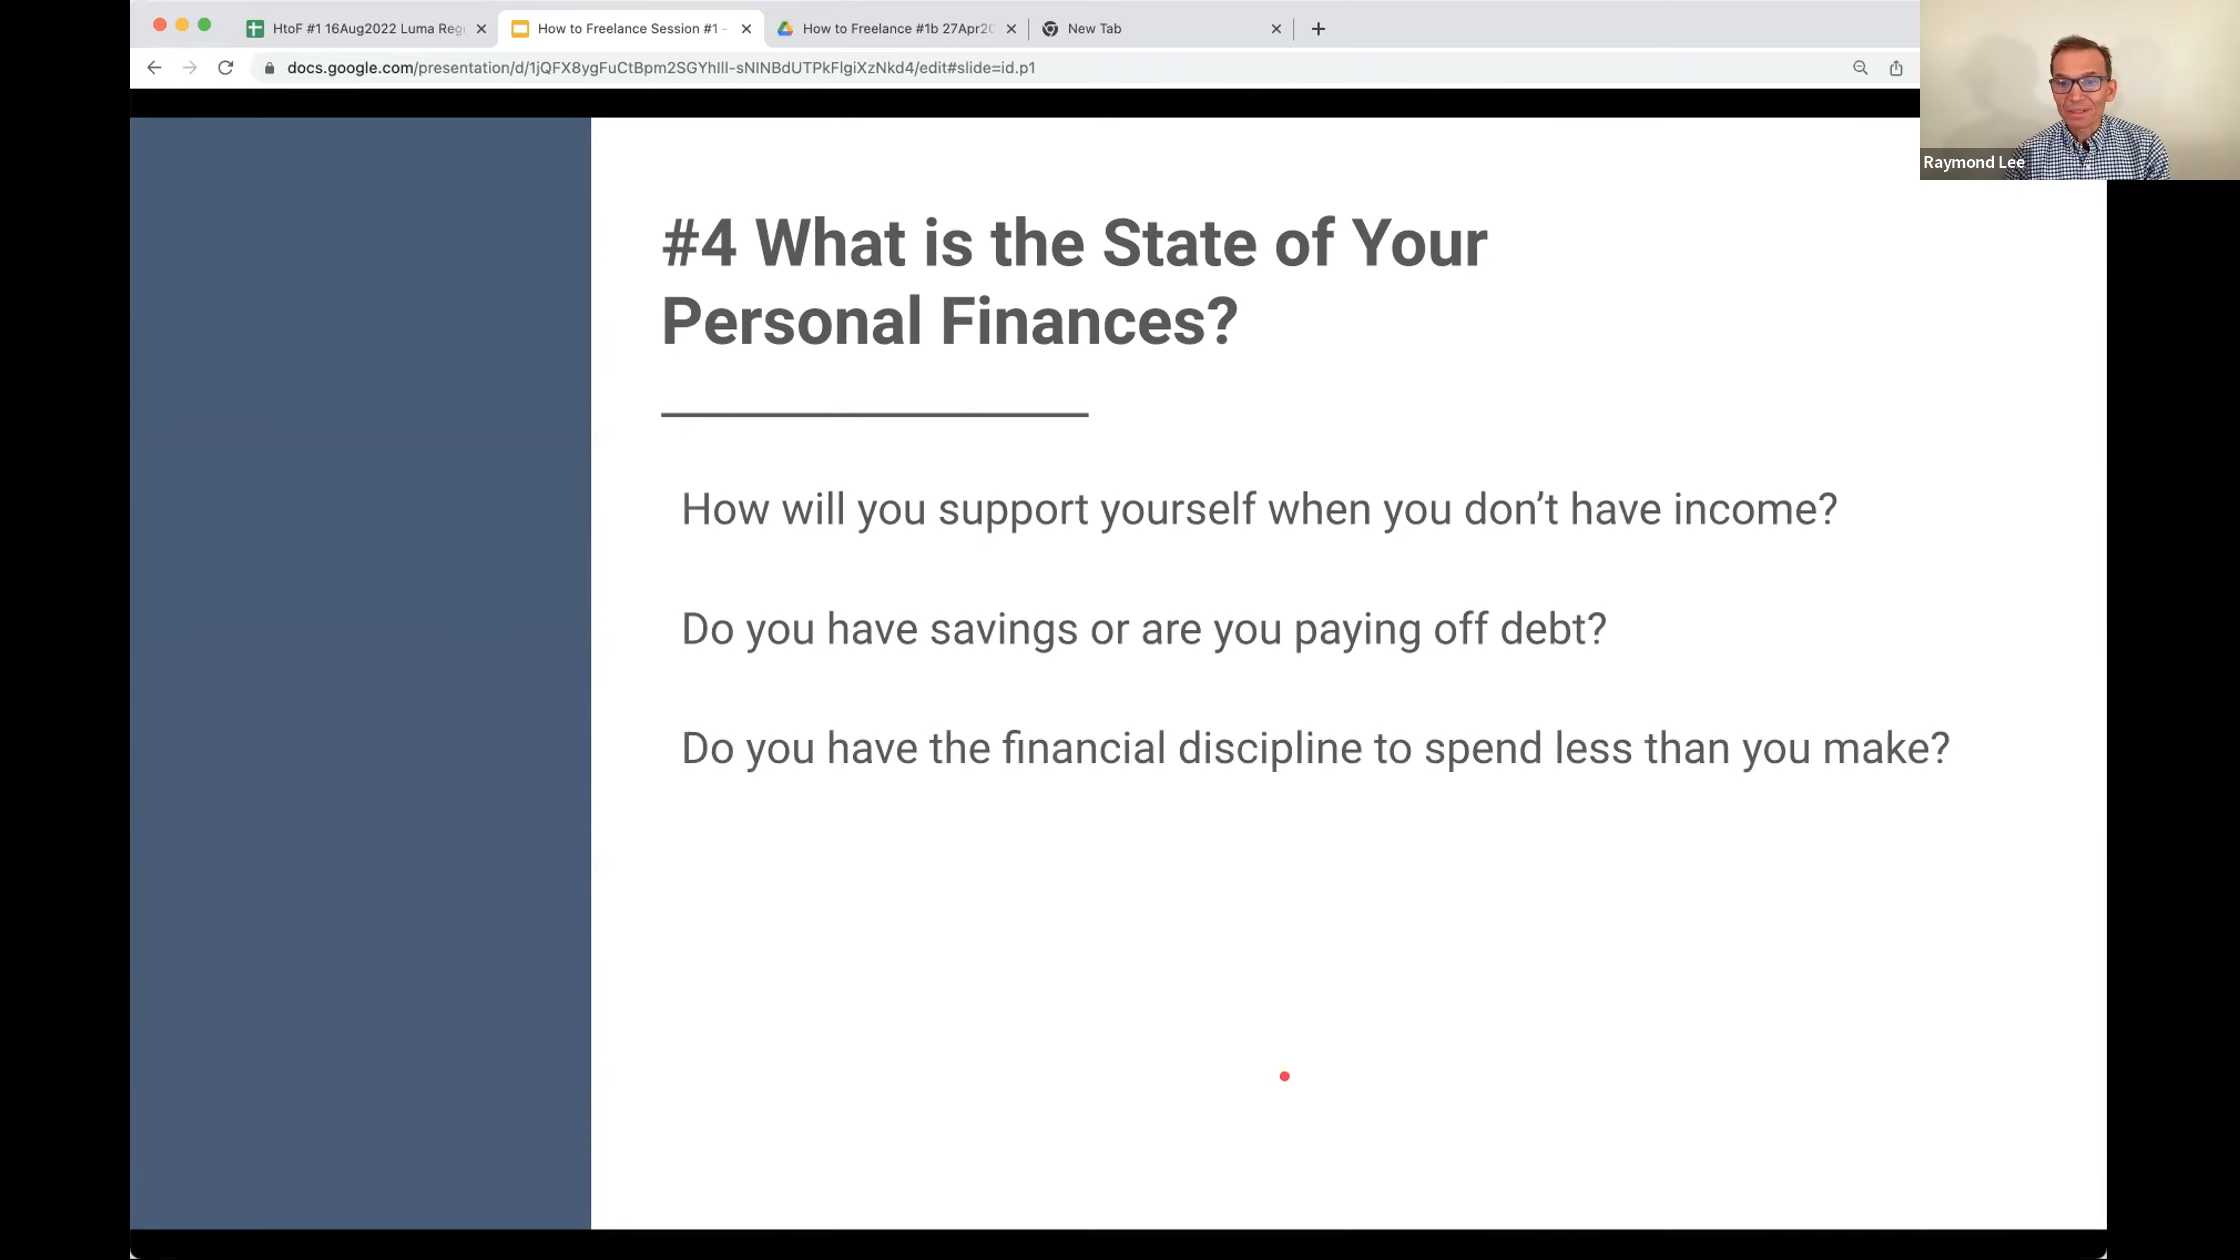 HtoF #1 16Aug2022 Luma Reg
How to Freelance Session #1 -
How to Freelance #1b 27Apr20
New Tab
docs.google.com/presentation/d/1jQFX8ygFuCtBpm2SGYhIll-sNINBdUTPkFlgiXzNkd4/edit#slide=id.p1
Raymond Lee
#4 What is the State of Your
Personal Finances?
How will you support yourself when you don’t have income?
Do you have savings or are you paying off debt?
Do you have the financial discipline to spend less than you make?